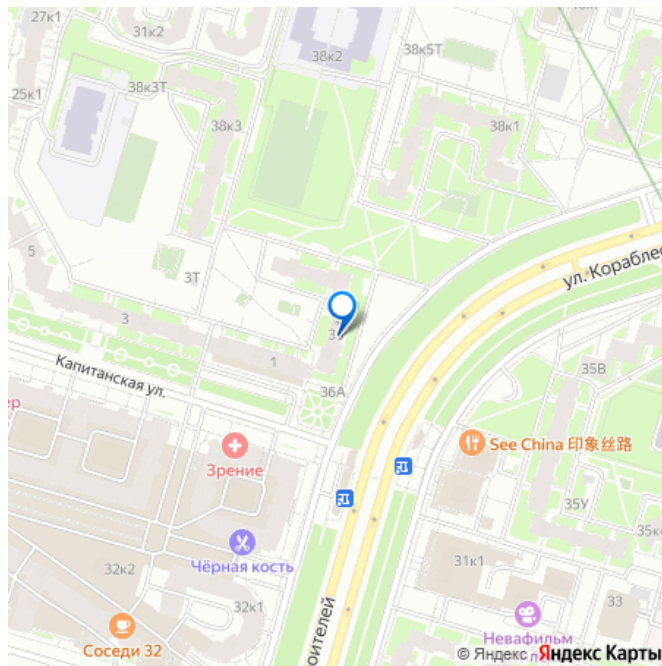 27к1
31к2
38к2
38к5Т
38к3Т
25к1
38к3
38к1
5
3Т
ул. Корабле
3
1
36А
Капитанская ул.
35В
Зрение
See China 印象丝路
35У
35к4
Чёрная кость
31к1
32к2
32к1
33
Соседи 32
оителей
Невафильм
© Яндекс Яндекс Карты